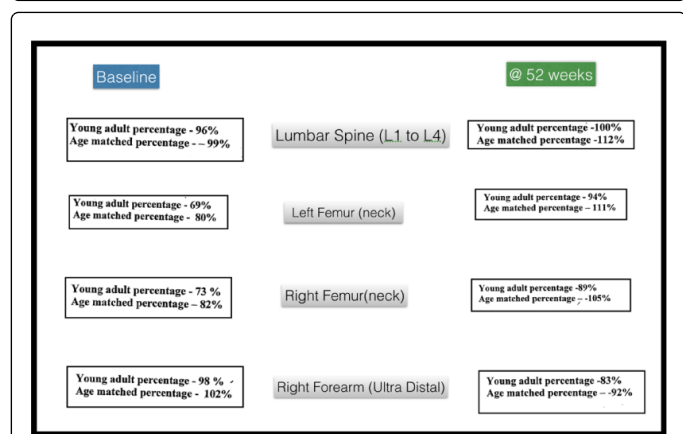 Baseline
@ 52 weeks
Young adult percentage - 96%
Age matched percentage - – 99%
Lumbar Spine (L1 to L4)
Young adult percentage -100%
Age matched percentage -112%
Young adult percentage - 69%
Age matched percentage - 80%
Left Femur (neck)
Young adult percentage - 94%
Age matched percentage – 111%
Young adult percentage - 73 %
Age matched percentage – 82%
Right Femur(neck)
Young adult percentage -89%
Age matched percentage – -105%
Young adult percentage - 98 %
Age matched percentage - 102%
Right Forearm (Ultra Distal)
Young adult percentage -83%
Age matched percentage – -92%